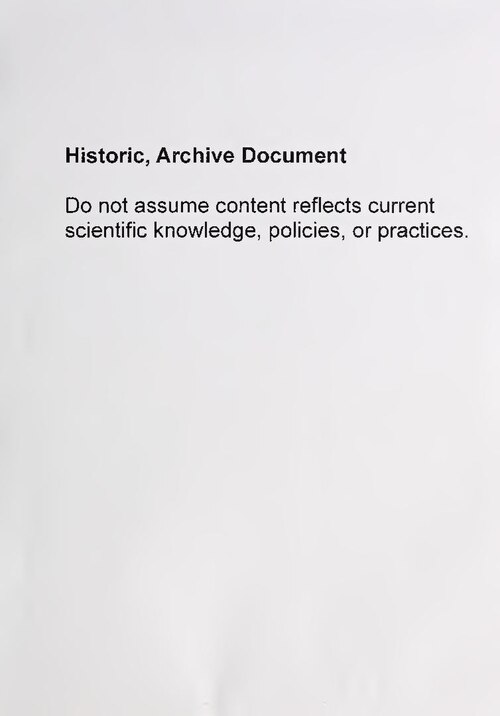 Historic, Archive Document
Do not assume content reflects current
scientific knowledge, policies, or practices.